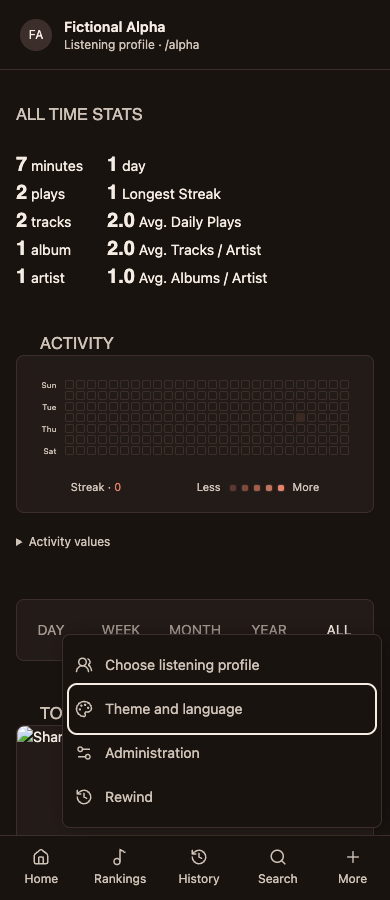 FA
Fictional Alpha
Listening profile · /alpha
ALL TIME STATS
7 minutes 1 day
2 plays 1 Longest Streak
2 tracks 2.0 Avg. Daily Plays
1 album 2.0 Avg. Tracks / Artist
1 artist 1.0 Avg. Albums / Artist
ACTIVITY
Sun
Tue
Thu
Sat
Streak · 0 Less More
Activity values
DAY WEEK MONTH YEAR ALL
Choose listening profile
TO
Theme and language
Shar
Administration
Rewind
Home Rankings History Search More